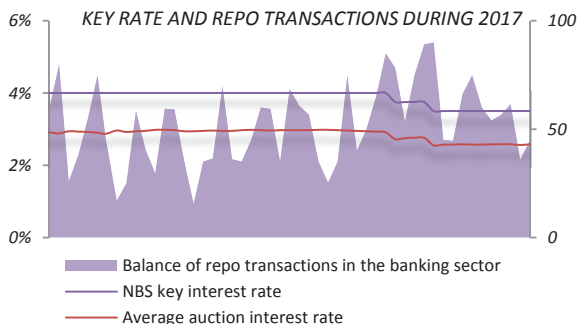 KEY RATE AND REPO TRANSACTIONS DURING 2017
6%
4%
2%
0%
100
50
0
Balance of repo transactions in the banking sector
NBS key interest rate
Average auction interest rate